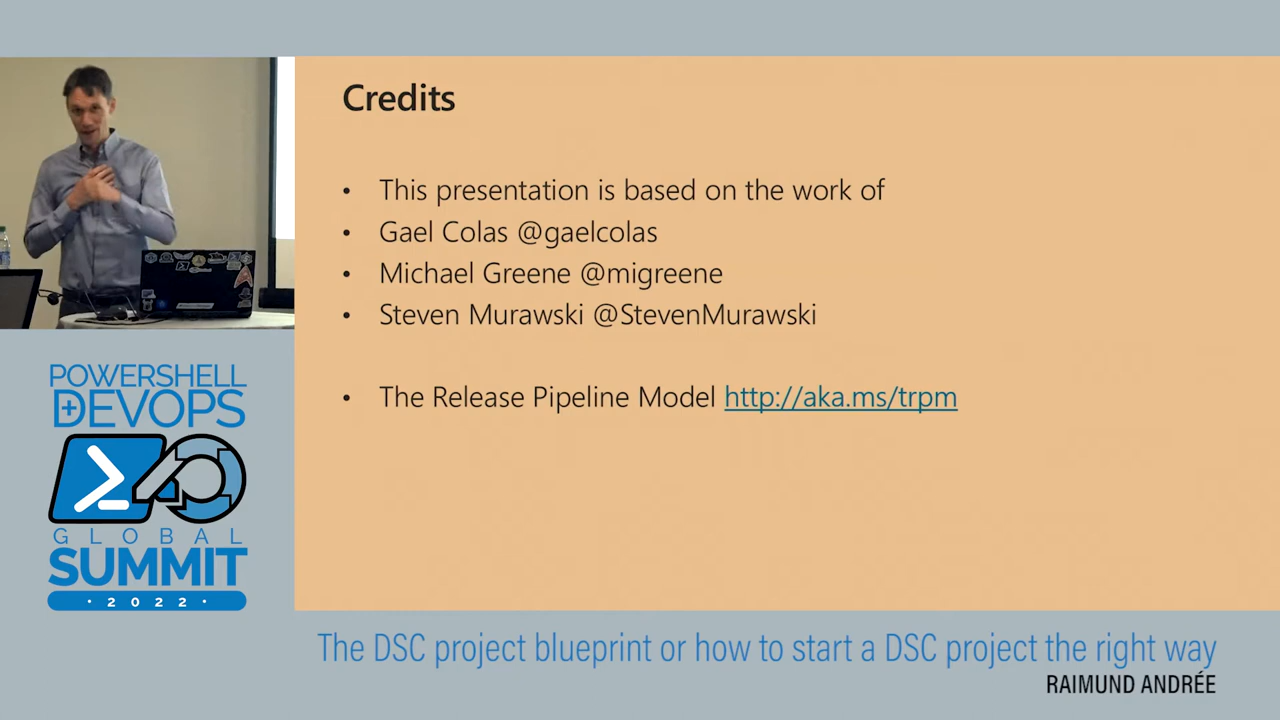 Credits
• This presentation is based on the work of
• Gael Colas @gaelcolas
• Michael Greene @migreene
• Steven Murawski @StevenMurawski
• The Release Pipeline Model http://aka.ms/trpm
POWERSHELL
DEVOPS
GLOBAL
SUMMIT
· 2022 ·
The DSC project blueprint or how to start a DSC project the right way
RAIMUND ANDRÉE